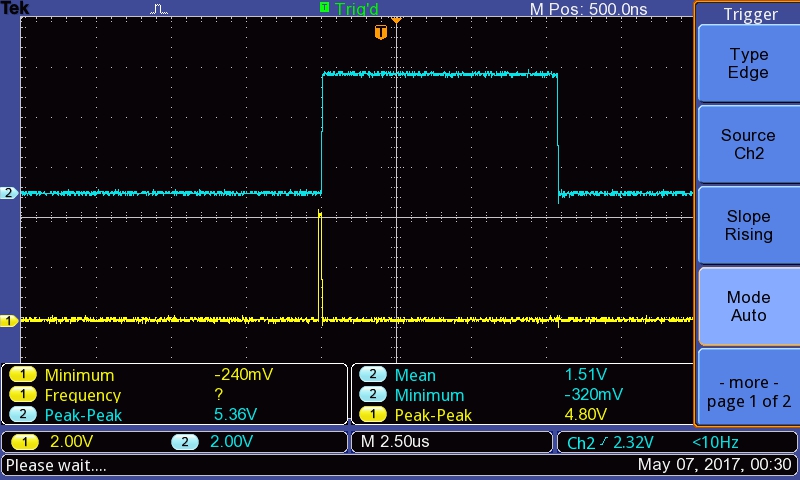 Tek T Trig'd M Pos: 500.0ns Trigger
T
Type
Edge
Source
Ch2
2
Slope
Rising
Mode
Auto
1
- more -
page 1 of 2
1 Minimum -240mV 2 Mean 1.51V
1 Frequency ? 2 Minimum -320mV
2 Peak-Peak 5.36V 1 Peak-Peak 4.80V
1 2.00V 2 2.00V M 2.50us Ch2 2.32V <10Hz
Please wait.... May 07, 2017, 00:30